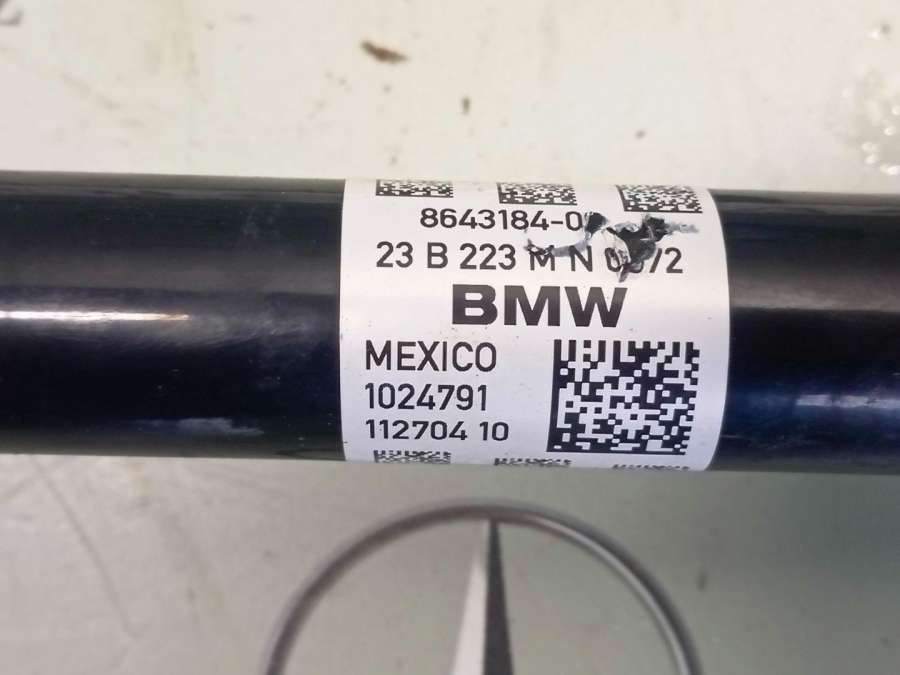 8643184-0
23 B 223 M N
BMW
MEXICO
1024791
112704 10